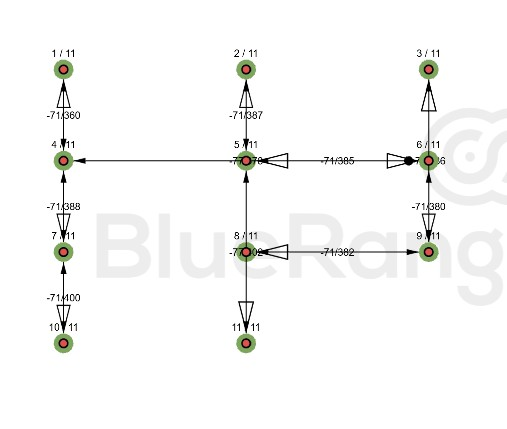 1 / 11
2 / 11
3 / 11
-71/360
-71/387
4 / 11
5 / 11
6 / 11
-71/385
-71/388
-71/380
7 / 11
8 / 11
9 / 11
-71/382
-71/400
10 / 11
11 / 11
BlueRang